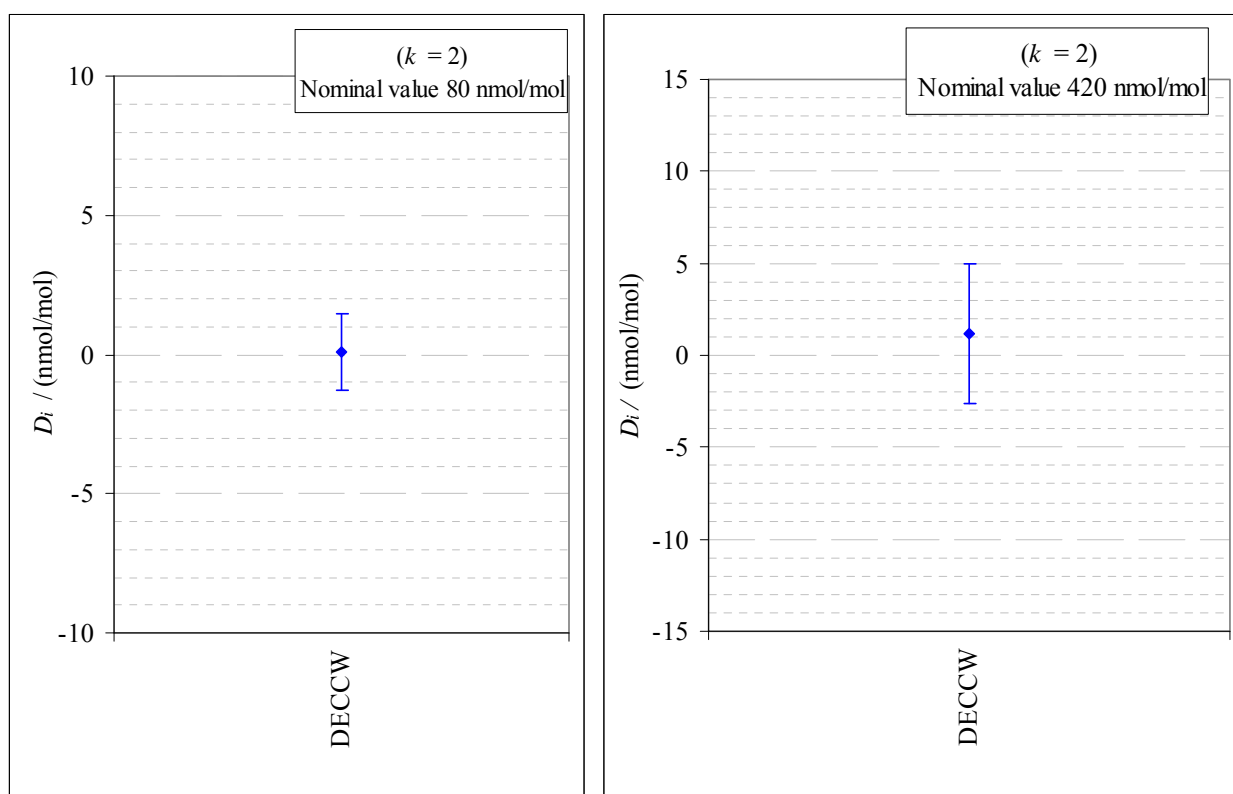 (k = 2)
Nominal value 80 nmol/mol
10
5
0
-5
-10
Di / (nmol/mol)
DECCW
(k = 2)
Nominal value 420 nmol/mol
15
10
5
0
-5
-10
-15
Di / (nmol/mol)
DECCW